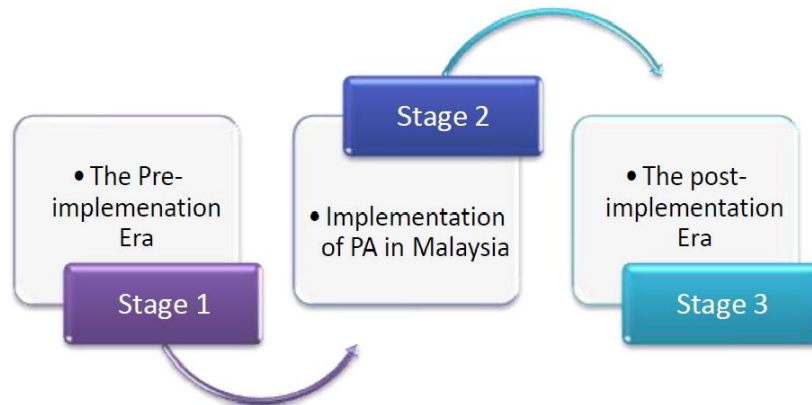 • The Pre-
implemenation
Era
Stage 1
Stage 2
• Implementation
of PA in Malaysia
• The post-
implementation
Era
Stage 3